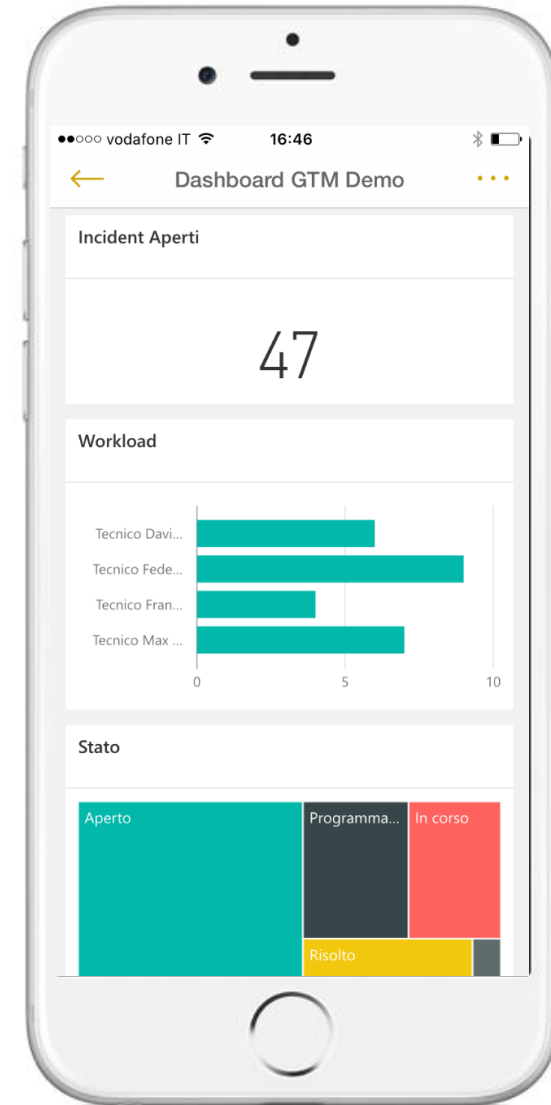 vodafone IT 16:46
Dashboard GTM Demo
Incident Aperti
47
Workload
Tecnico Davi...
Tecnico Fede...
Tecnico Fran...
Tecnico Max ...
0 5 10
Stato
Aperto Programma... In corso
Risolto